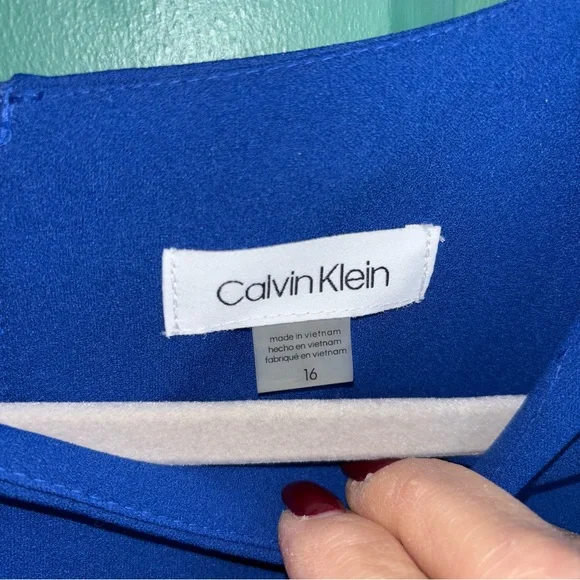 Calvin Klein
made in vietnam
hecho en vietnam
fabriqué en vietnam
16